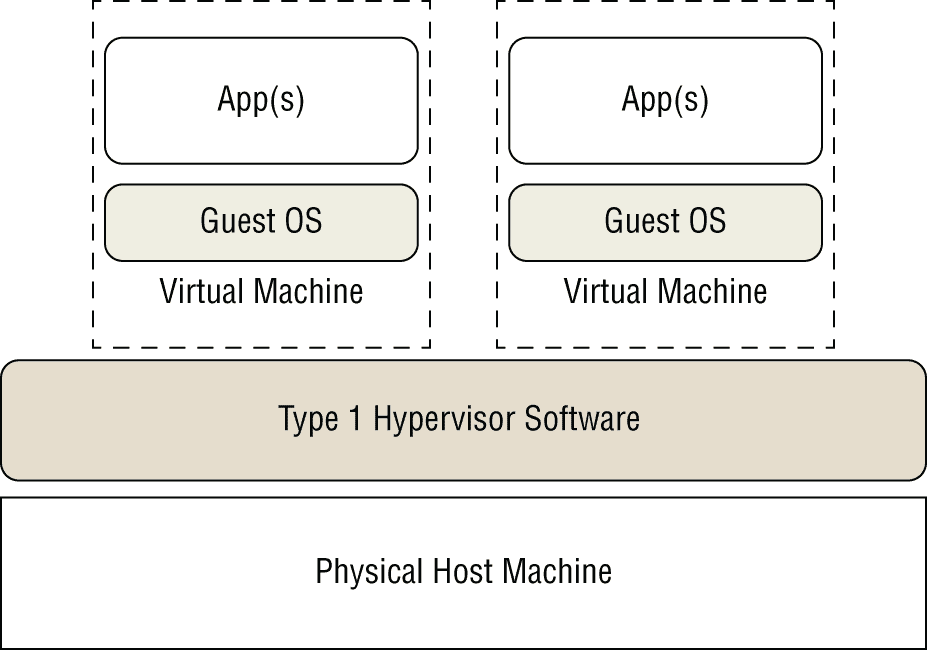 App(s)
App(s)
Guest OS
Guest OS
Virtual Machine
Virtual Machine
Type 1 Hypervisor Software
Physical Host Machine